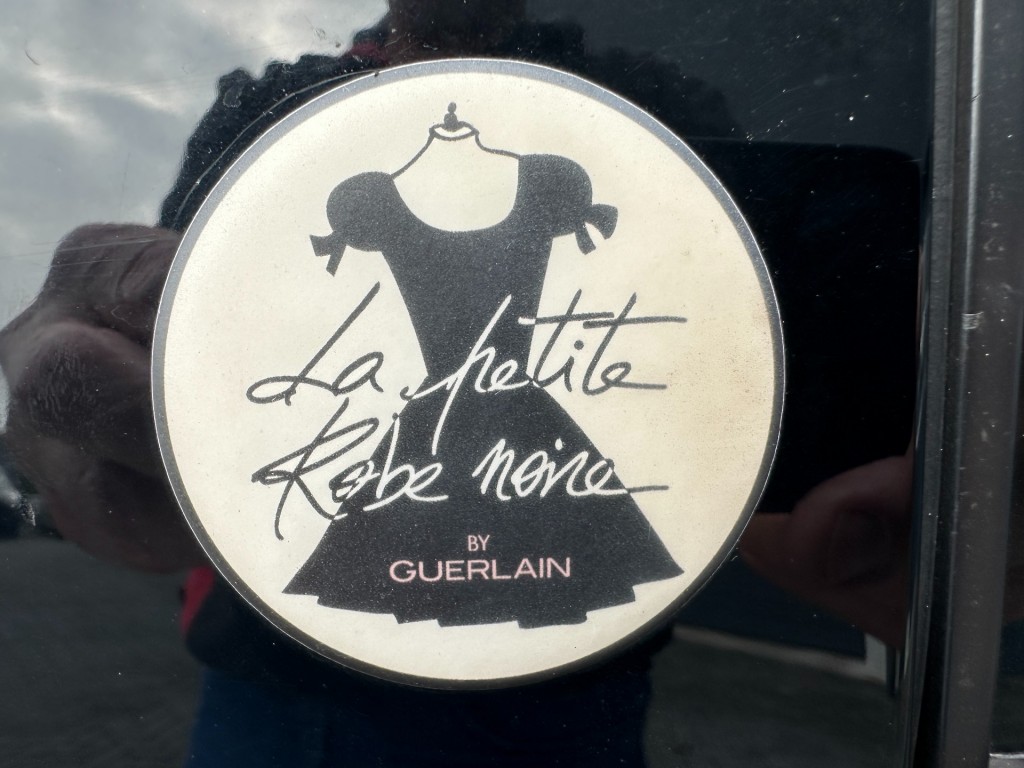 La petite
Robe noire
BY
GUERLAIN